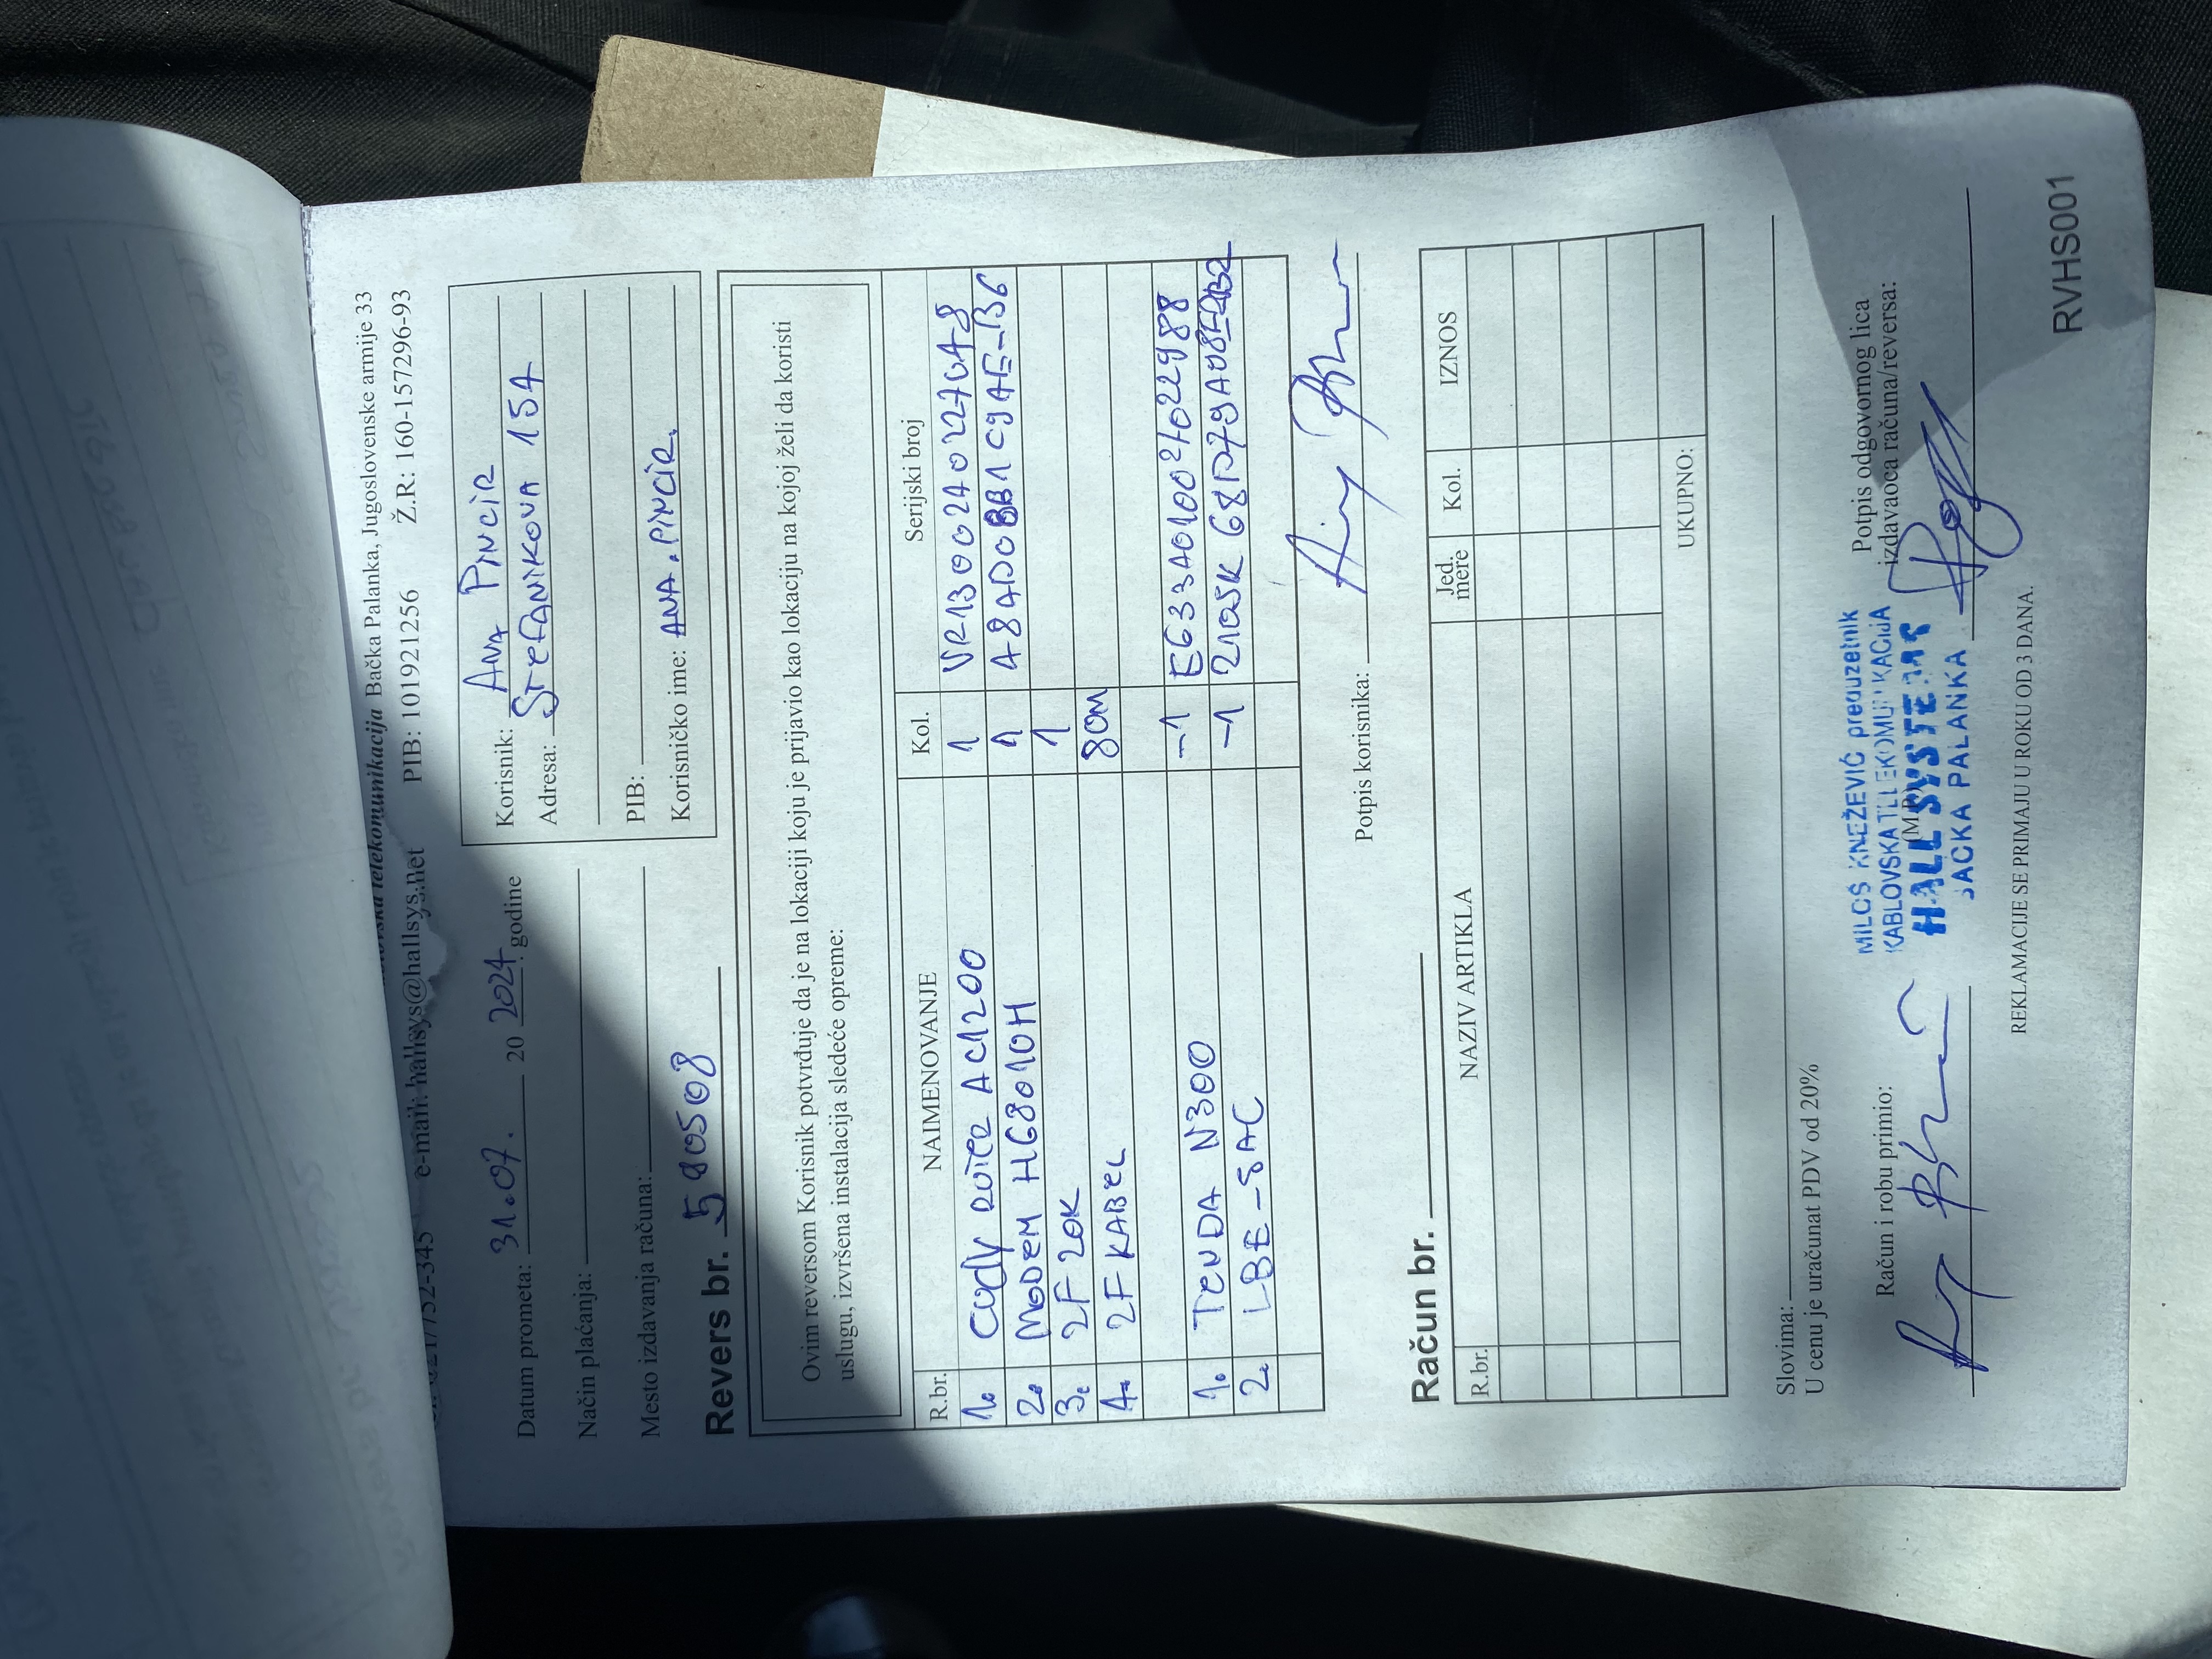 telekomunikacija Bačka Palanka, Jugoslovenske armije 33
e-mail: hallsys@hallsys.net PIB: 101921256 Ž.R.: 160-157296-93
Datum prometa: 31.07. 20 2024. godine
Način plaćanja:
Mesto izdavanja računa:
Korisnik: ANA PINCIR
Adresa: STEFANIKOVA 154
PIB:
Korisničko ime: ANA.PINCIR.
Revers br. 590508
Ovim reversom Korisnik potvrđuje da je na lokaciji koju je prijavio kao lokaciju na kojoj želi da koristi
uslugu, izvršena instalacija sledeće opreme:
R.br. NAIMENOVANJE Kol. Serijski broj
1. CUDY RUTER AC1200 1
2. MODEM HG8010H 1
3. 2F 20K 1
4. 2F KABEL 80M
1. TENDA N300 -1
2. LBE-5AC -1
Potpis korisnika:
Račun br.
R.br. NAZIV ARTIKLA Jed. mere Kol. IZNOS
UKUPNO:
Slovima:
U cenu je uračunat PDV od 20%
Račun i robu primio:
MILOŠ KNEŽEVIĆ preduzetnik
KABLOVSKA TELEKOMUNIKACIJA
HALL SYSTEMS
BAČKA PALANKA
(M.P.)
Potpis odgovornog lica
izdavaoca računa/reversa:
REKLAMACIJE SE PRIMAJU U ROKU OD 3 DANA.
RVHS001